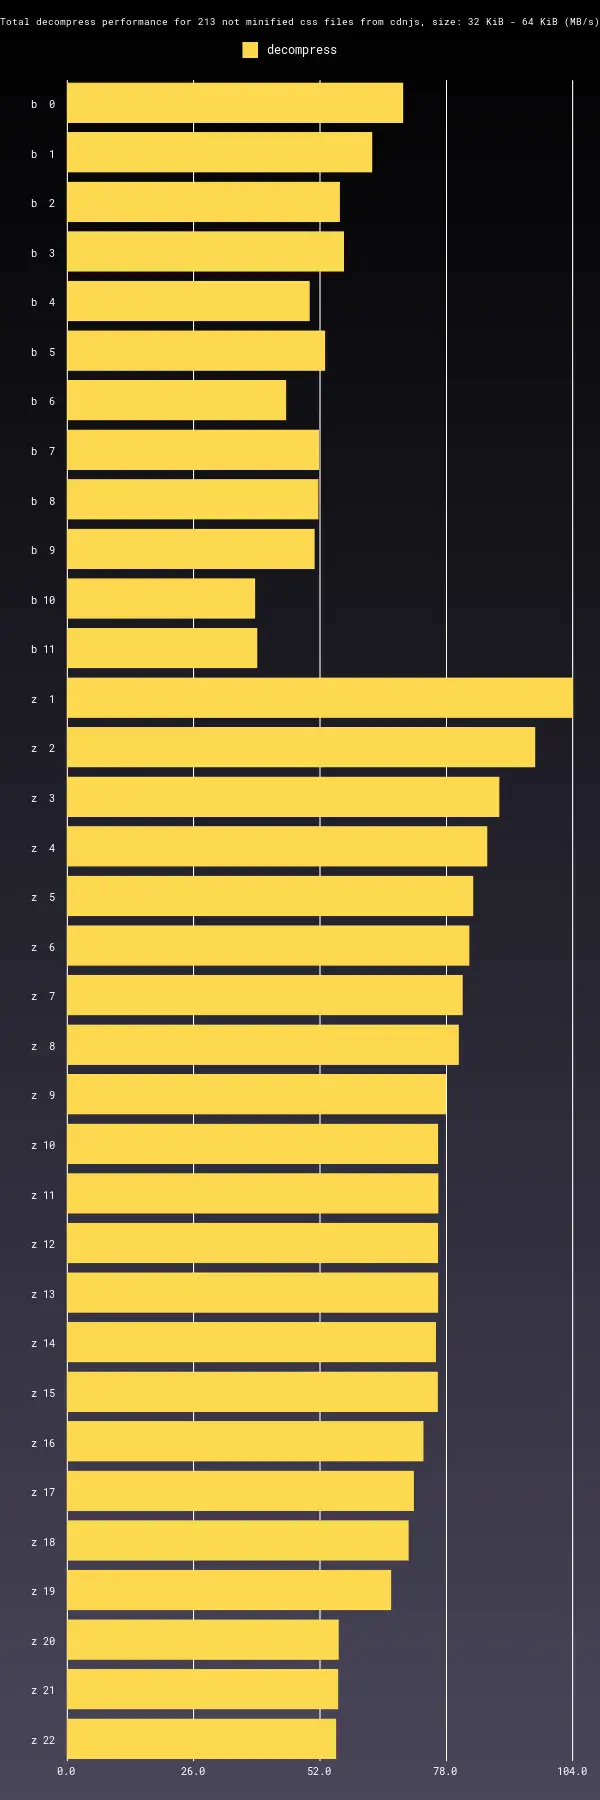 Total decompress performance for 213 not minified css files from cdnjs, size: 32 KiB - 64 KiB (MB/s)
decompress
b 0
b 1
b 2
b 3
b 4
b 5
b 6
b 7
b 8
b 9
b 10
b 11
z 1
z 2
z 3
z 4
z 5
z 6
z 7
z 8
z 9
z 10
z 11
z 12
z 13
z 14
z 15
z 16
z 17
z 18
z 19
z 20
z 21
z 22
0.0 26.0 52.0 78.0 104.0